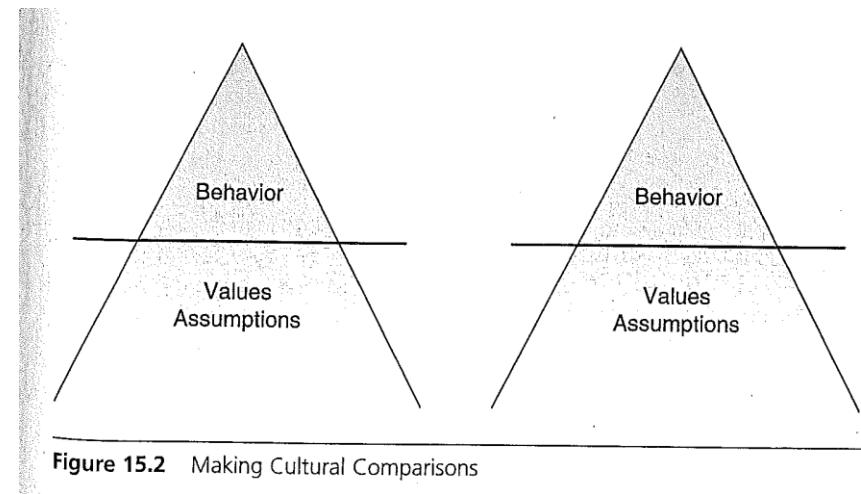 Behavior
Values
Assumptions
Behavior
Values
Assumptions
Figure 15.2 Making Cultural Comparisons